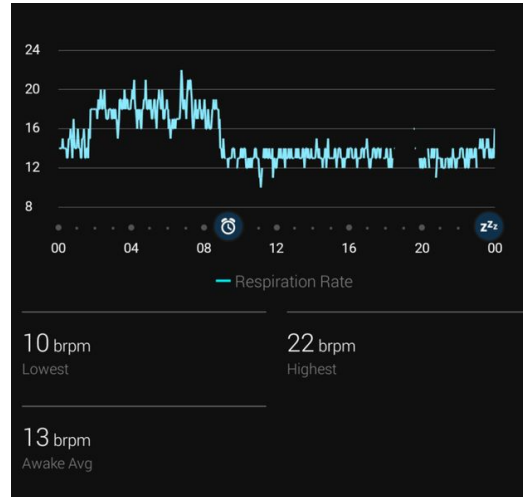 24
20
16
12
8
zZz
00 04 08 12 16 20 00
Respiration Rate
10 brpm 22 brpm
Lowest Highest
13 brpm
Awake Avg